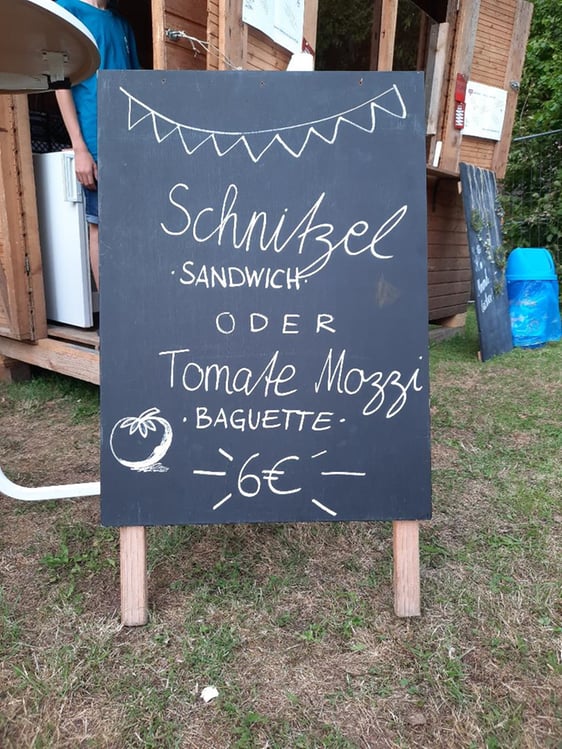 Schnitzel
·SANDWICH·
ODER
Tomate Mozzi
·BAGUETTE·
6€